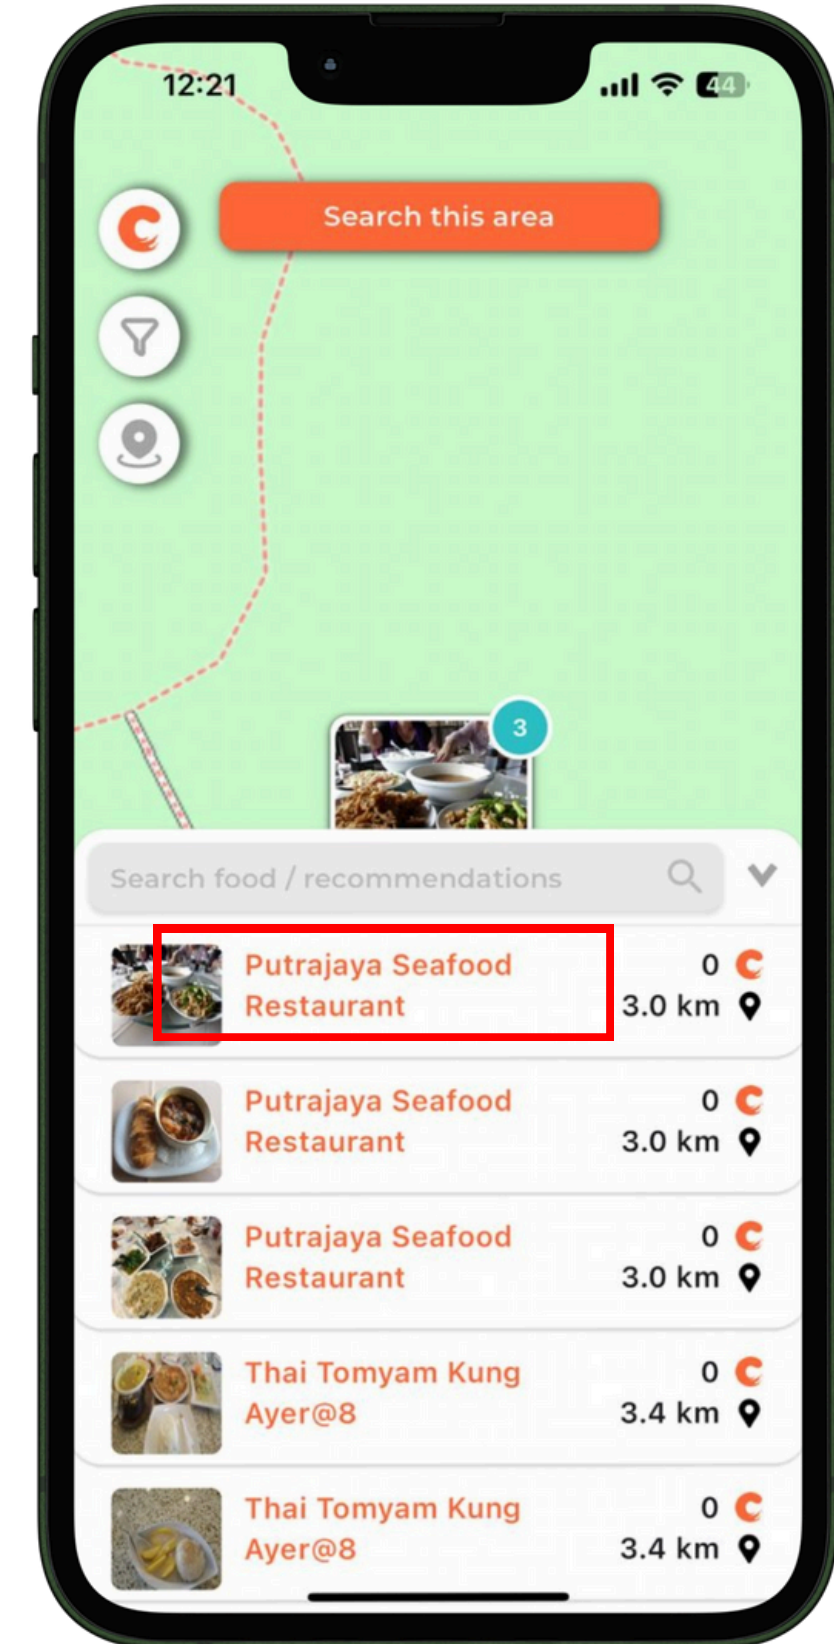 12:21
44
Search this area
3
Search food / recommendations
Putrajaya Seafood
Restaurant
0
3.0 km
Putrajaya Seafood
Restaurant
0
3.0 km
Putrajaya Seafood
Restaurant
0
3.0 km
Thai Tomyam Kung
Ayer@8
0
3.4 km
Thai Tomyam Kung
Ayer@8
0
3.4 km